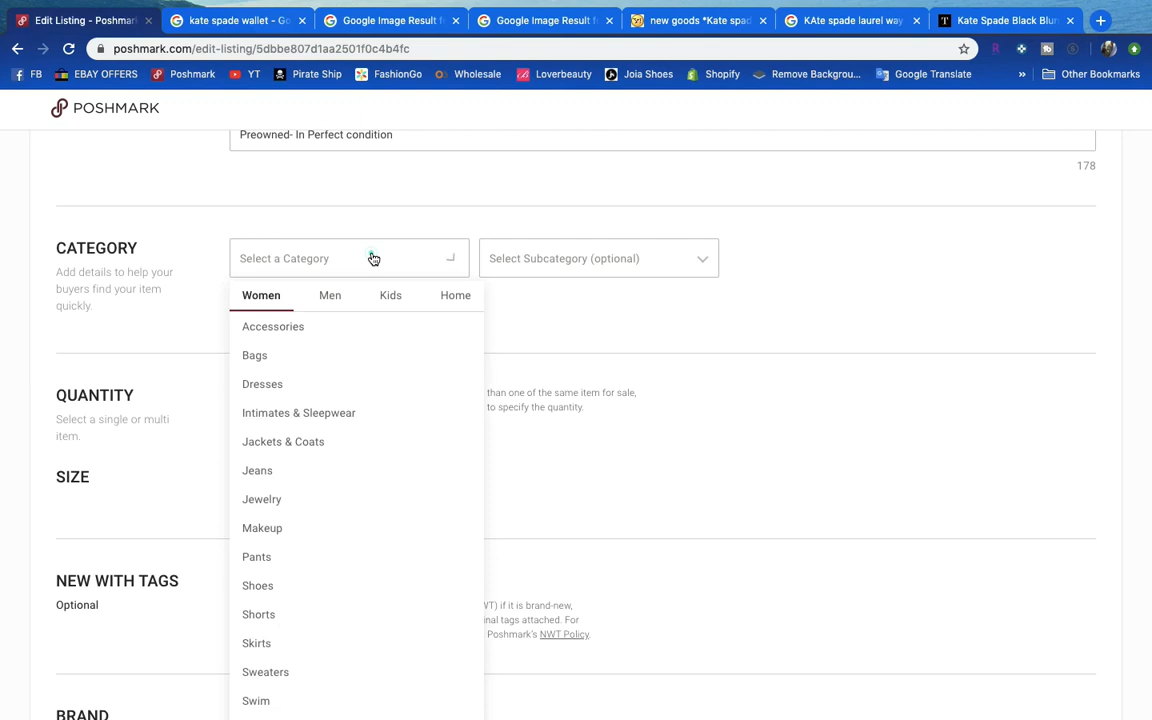 Edit Listing - Poshmark
kate spade wallet - Go
Google Image Result f
Google Image Result f
new goods *Kate spad
KAte spade laurel way
Kate Spade Black Blun
poshmark.com/edit-listing/5dbbe807d1aa2501f0c4b4fc
FB
EBAY OFFERS
Poshmark
YT
Pirate Ship
FashionGo
Wholesale
Loverbeauty
Joia Shoes
Shopify
Remove Backgrou...
Google Translate
»
Other Bookmarks
POSHMARK
Preowned- In Perfect condition
178
CATEGORY
Add details to help your
buyers find your item
quickly.
Select a Category
Select Subcategory (optional)
Women
Men
Kids
Home
Accessories
Bags
Dresses
Intimates & Sleepwear
Jackets & Coats
Jeans
Jewelry
Makeup
Pants
Shoes
Shorts
Skirts
Sweaters
Swim
QUANTITY
Select a single or multi
item.
than one of the same item for sale,
to specify the quantity.
SIZE
NEW WITH TAGS
Optional
WT) if it is brand-new,
ginal tags attached. For
Poshmark's NWT Policy.
BRAND